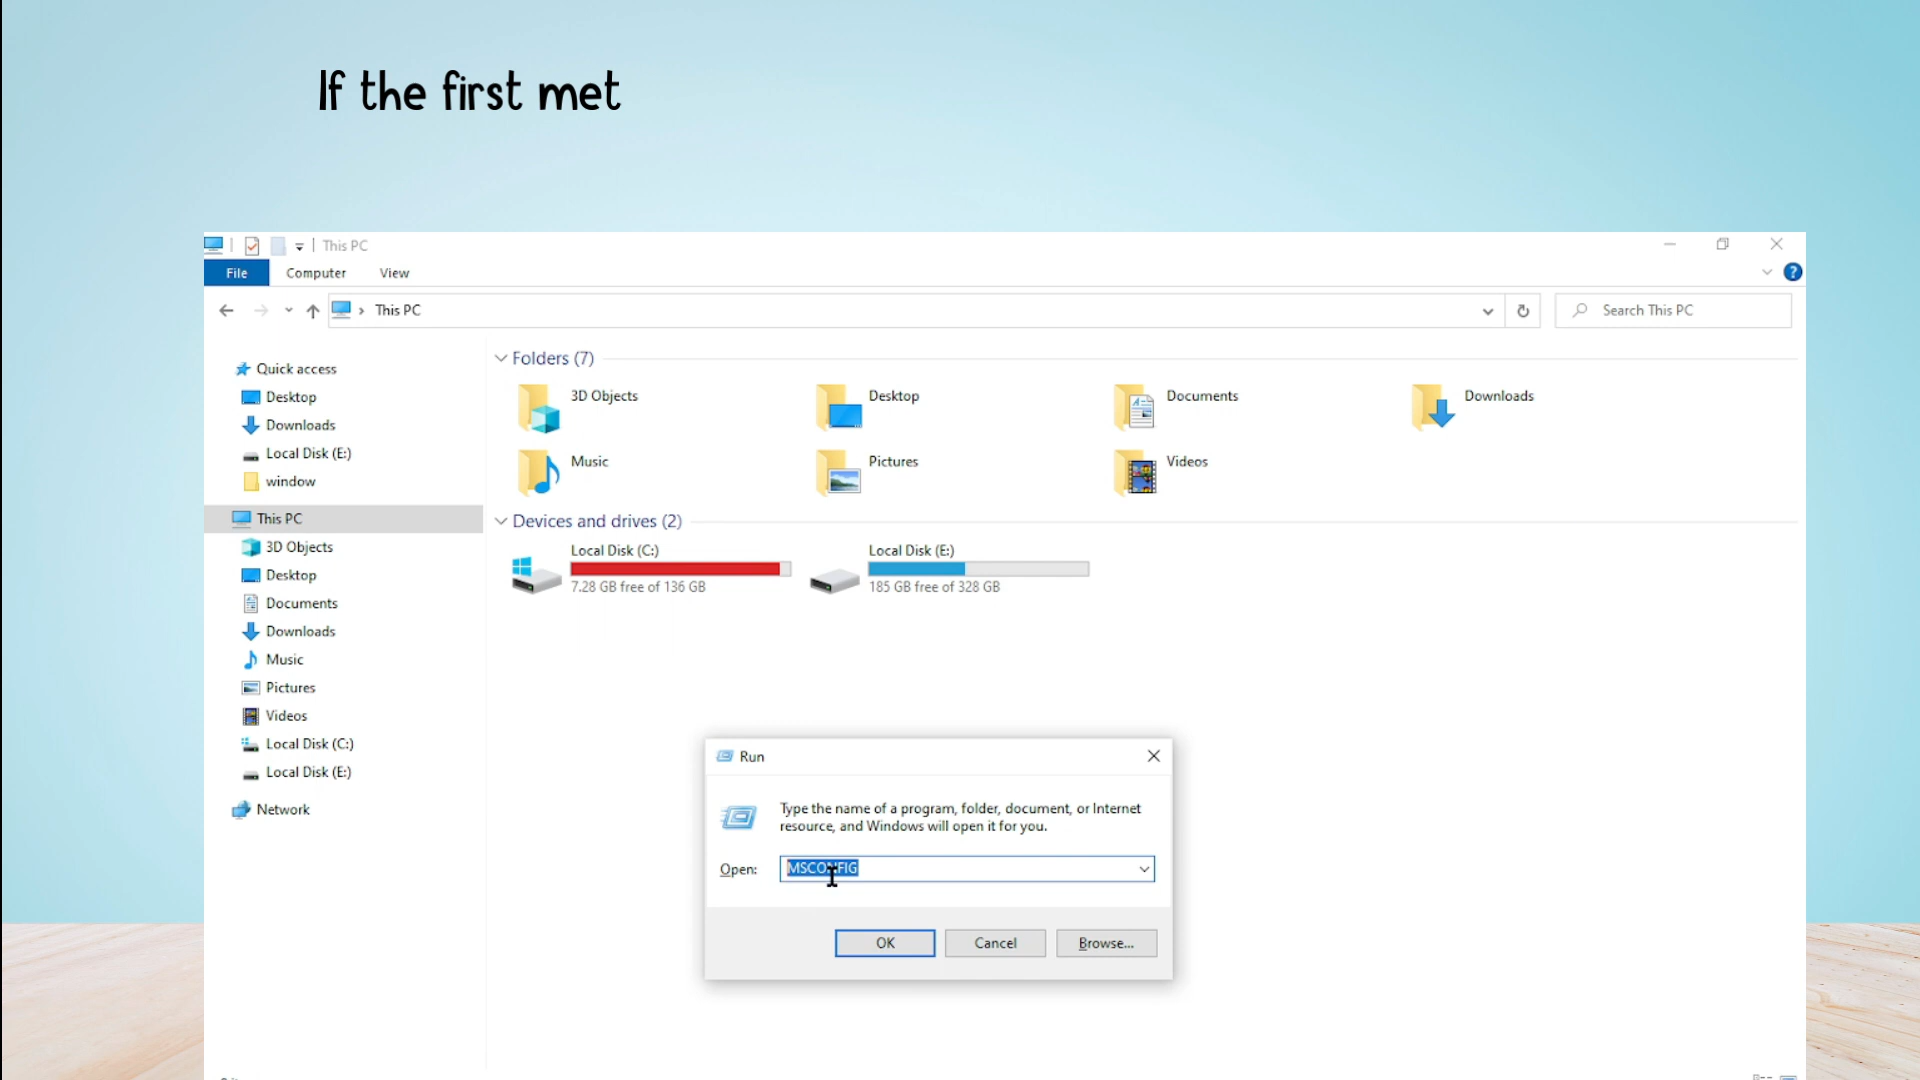 If the first met
This PC
File
Computer
View
This PC
Search This PC
Quick access
Desktop
Downloads
Local Disk (E:)
window
This PC
3D Objects
Desktop
Documents
Downloads
Music
Pictures
Videos
Local Disk (C:)
Local Disk (E:)
Network
Folders (7)
3D Objects
Desktop
Documents
Downloads
Music
Pictures
Videos
Devices and drives (2)
Local Disk (C:)
7.28 GB free of 136 GB
Local Disk (E:)
185 GB free of 328 GB
Run
Type the name of a program, folder, document, or Internet
resource, and Windows will open it for you.
Open:
MSCONFIG
OK
Cancel
Browse...